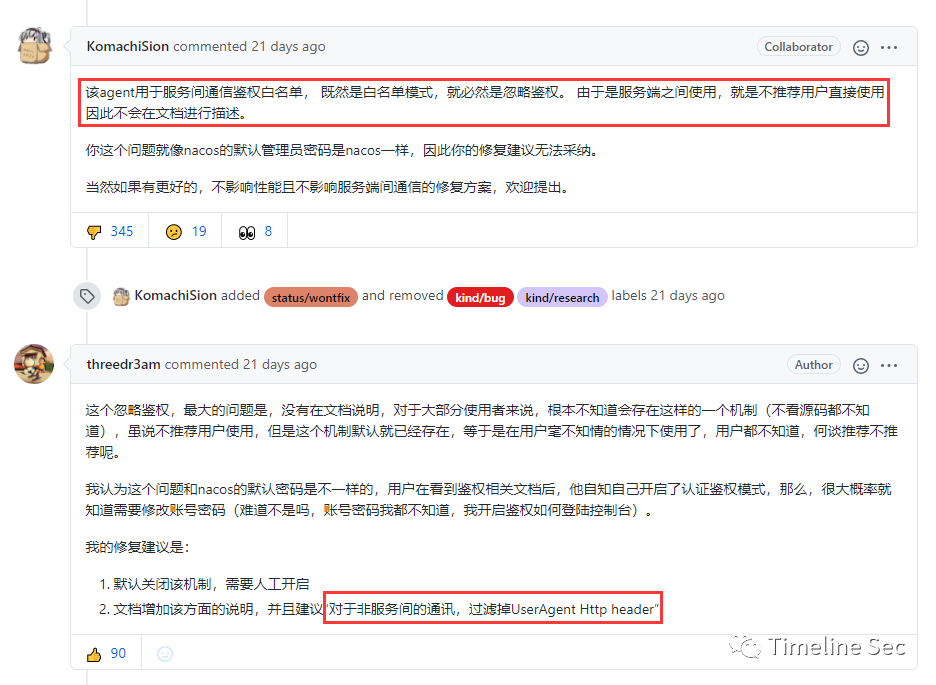 KomachiSion commented 21 days ago
Collaborator
该agent用于服务间通信鉴权白名单， 既然是白名单模式，就必然是忽略鉴权。 由于是服务端之间使用，就是不推荐用户直接使用
因此不会在文档进行描述。
你这个问题就像nacos的默认管理员密码是nacos一样，因此你的修复建议无法采纳。
当然如果有更好的，不影响性能且不影响服务端间通信的修复方案，欢迎提出。
345 19 8
KomachiSion added status/wontfix and removed kind/bug kind/research labels 21 days ago
threedr3am commented 21 days ago
Author
这个忽略鉴权，最大的问题是，没有在文档说明，对于大部分使用者来说，根本不知道会存在这样的一个机制（不看源码都不知
道），虽说不推荐用户使用，但是这个机制默认就已经存在，等于是在用户毫不知情的情况下使用了，用户都不知道，何谈推荐不推
荐呢。
我认为这个问题和nacos的默认密码是不一样的，用户在看到鉴权相关文档后，他自知自己开启了认证鉴权模式，那么，很大概率就
知道需要修改账号密码（难道不是吗，账号密码我都不知道，我开启鉴权如何登陆控制台）。
我的修复建议是：
1. 默认关闭该机制，需要人工开启
2. 文档增加该方面的说明，并且建议“对于非服务间的通讯，过滤掉UserAgent Http header”
90
Timeline Sec